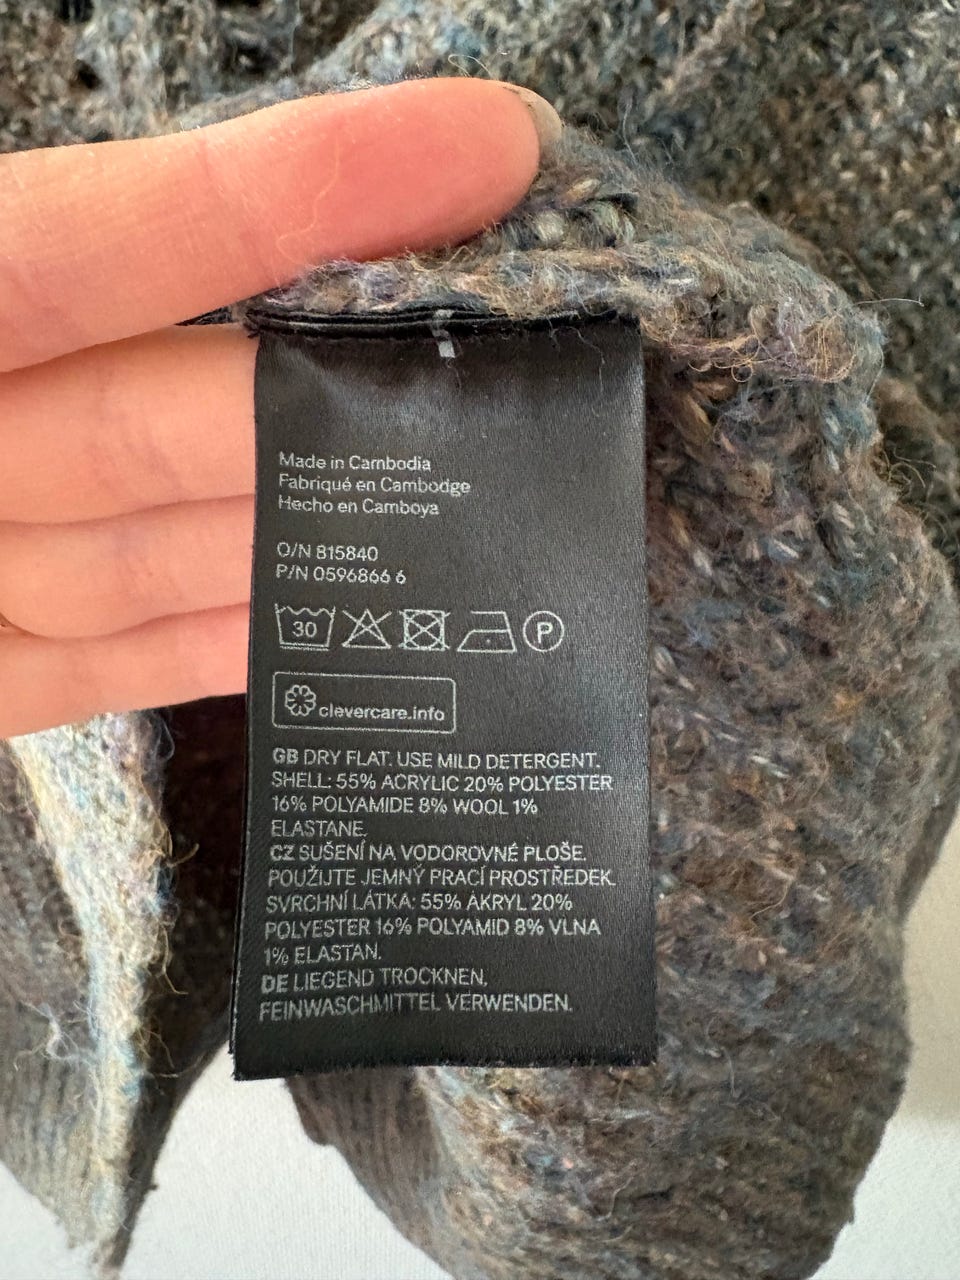 Made in Cambodia
Fabriqué en Cambodge
Hecho en Camboya
O/N 815840
P/N 0596866 6
30 P
clevercare.info
GB DRY FLAT. USE MILD DETERGENT.
SHELL: 55% ACRYLIC 20% POLYESTER
16% POLYAMIDE 8% WOOL 1%
ELASTANE.
CZ SUŠENÍ NA VODOROVNÉ PLOŠE.
POUŽIJTE JEMNÝ PRACÍ PROSTŘEDEK.
SVRCHNÍ LÁTKA: 55% AKRYL 20%
POLYESTER 16% POLYAMID 8% VLNA
1% ELASTAN.
DE LIEGEND TROCKNEN,
FEINWASCHMITTEL VERWENDEN.